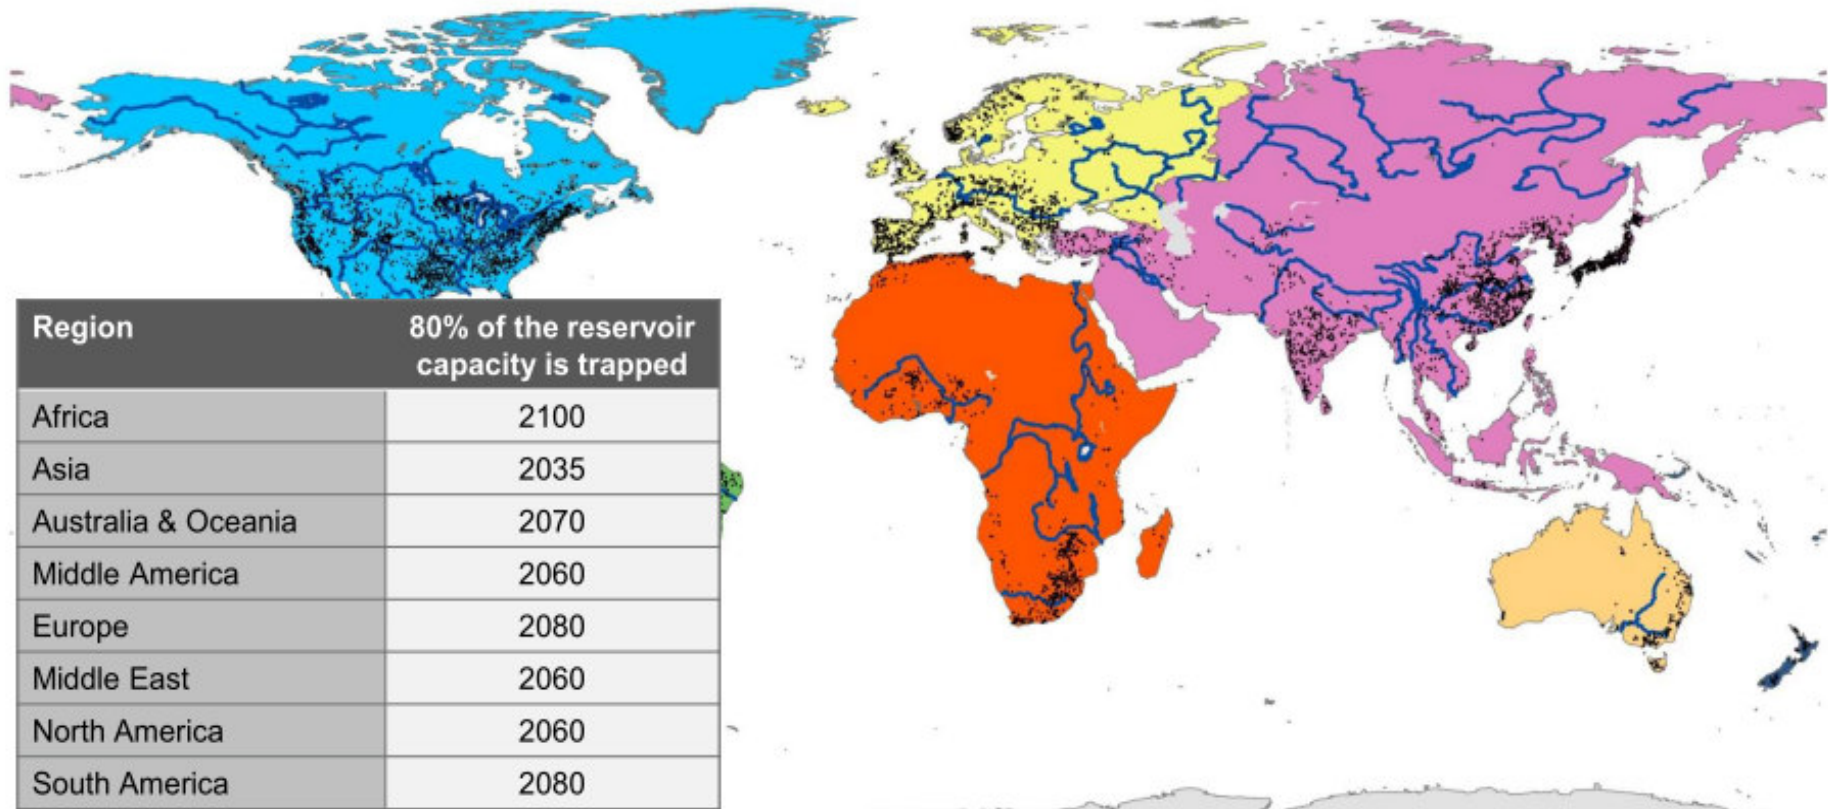 Region 80% of the reservoir
capacity is trapped
Africa 2100
Asia 2035
Australia & Oceania 2070
Middle America 2060
Europe 2080
Middle East 2060
North America 2060
South America 2080